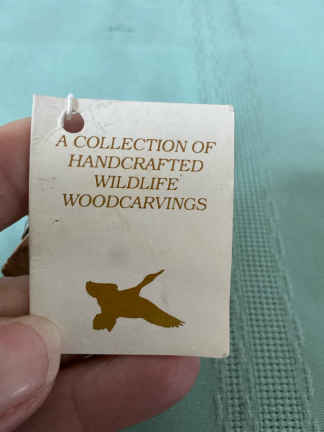 A COLLECTION OF
HANDCRAFTED
WILDLIFE
WOODCARVINGS